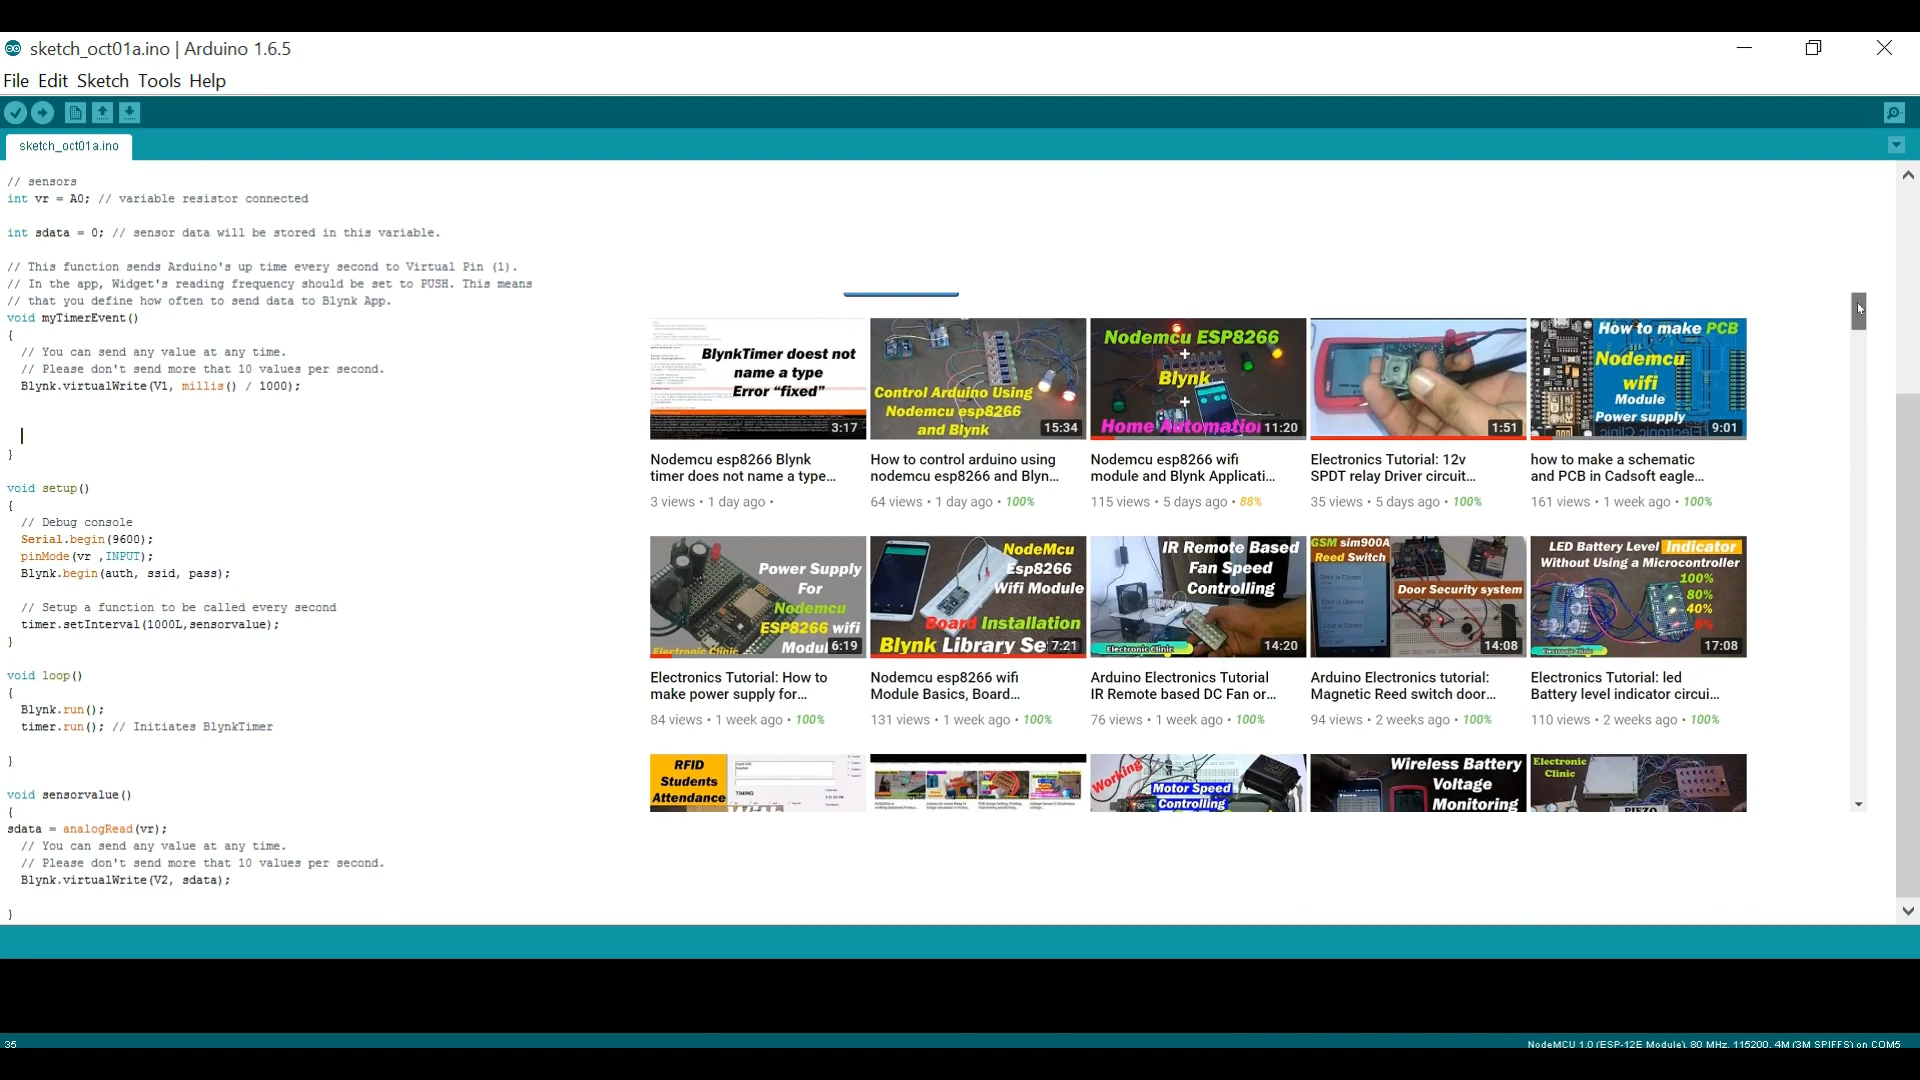 sketch_oct01a.ino | Arduino 1.6.5
File Edit Sketch Tools Help
sketch_oct01a.ino
// sensors
int vr = A0; // variable resistor connected
int sdata = 0; // sensor data will be stored in this variable.
// This function sends Arduino's up time every second to Virtual Pin (1).
// In the app, Widget's reading frequency should be set to PUSH. This means
// that you define how often to send data to Blynk App.
void myTimerEvent()
{
// You can send any value at any time.
// Please don't send more that 10 values per second.
Blynk.virtualWrite(V1, millis() / 1000);
}
void setup()
{
// Debug console
Serial.begin(9600);
pinMode(vr ,INPUT);
Blynk.begin(auth, ssid, pass);
// Setup a function to be called every second
timer.setInterval(1000L,sensorvalue);
}
void loop()
{
Blynk.run();
timer.run(); // Initiates BlynkTimer
}
void sensorvalue()
{
sdata = analogRead(vr);
// You can send any value at any time.
// Please don't send more that 10 values per second.
Blynk.virtualWrite(V2, sdata);
}
BlynkTimer doest not
name a type
Error “fixed”
3:17
Control Arduino Using
Nodemcu esp8266
and Blynk
15:34
Nodemcu ESP8266
+
Blynk
+
Home Automation
11:20
1:51
How to make PCB
Nodemcu
wifi
Module
Power supply
9:01
Nodemcu esp8266 Blynk
timer does not name a type...
3 views • 1 day ago •
How to control arduino using
nodemcu esp8266 and Blyn...
64 views • 1 day ago • 100%
Nodemcu esp8266 wifi
module and Blynk Applicati...
115 views • 5 days ago • 88%
Electronics Tutorial: 12v
SPDT relay Driver circuit...
35 views • 5 days ago • 100%
how to make a schematic
and PCB in Cadsoft eagle...
161 views • 1 week ago • 100%
Power Supply
For
Nodemcu
ESP8266 wifi
Modul
Electronic Clinic
6:19
NodeMcu
Esp8266
Wifi Module
Board Installation
Blynk Library Se
7:21
IR Remote Based
Fan Speed
Controlling
Electronic Clinic
14:20
GSM sim900A
Reed Switch
Door Security system
14:08
LED Battery Level Indicator
Without Using a Microcontroller
100%
80%
40%
0%
Electronic Clinic
17:08
Electronics Tutorial: How to
make power supply for...
84 views • 1 week ago • 100%
Nodemcu esp8266 wifi
Module Basics, Board...
131 views • 1 week ago • 100%
Arduino Electronics Tutorial
IR Remote based DC Fan or...
76 views • 1 week ago • 100%
Arduino Electronics tutorial:
Magnetic Reed switch door...
94 views • 2 weeks ago • 100%
Electronics Tutorial: led
Battery level indicator circui...
110 views • 2 weeks ago • 100%
RFID
Students
Attendance
TIMING
Working
Motor Speed
Controlling
Wireless Battery
Voltage
Monitoring
Electronic
Clinic
PIEZO
35
NodeMCU 1.0 (ESP-12E Module), 80 MHz, 115200, 4M (3M SPIFFS) on COM5